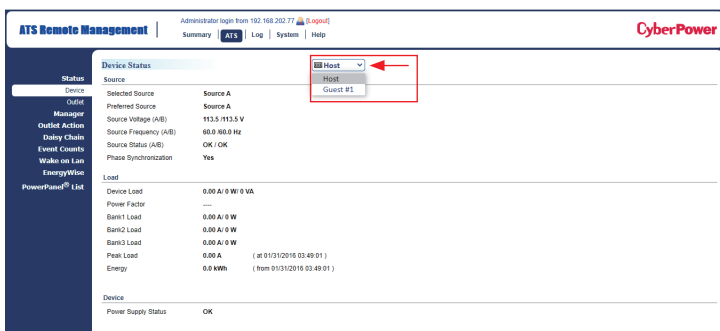 Administrator login from 192.168.202.77 [Logout]
ATS Remote Management
Summary | ATS | Log | System | Help
CyberPower
Status
Device
Outlet
Manager
Outlet Action
Daisy Chain
Event Counts
Wake on Lan
EnergyWise
PowerPanel® List
Device Status
Host
Host
Guest #1
Source
Selected Source Source A
Preferred Source Source A
Source Voltage (A/B) 113.5 /113.5 V
Source Frequency (A/B) 60.0 /60.0 Hz
Source Status (A/B) OK / OK
Phase Synchronization Yes
Load
Device Load 0.00 A/ 0 W/ 0 VA
Power Factor ----
Bank1 Load 0.00 A/ 0 W
Bank2 Load 0.00 A/ 0 W
Bank3 Load 0.00 A/ 0 W
Peak Load 0.00 A ( at 01/31/2016 03:49:01 )
Energy 0.0 kWh ( from 01/31/2016 03:49:01 )
Device
Power Supply Status OK